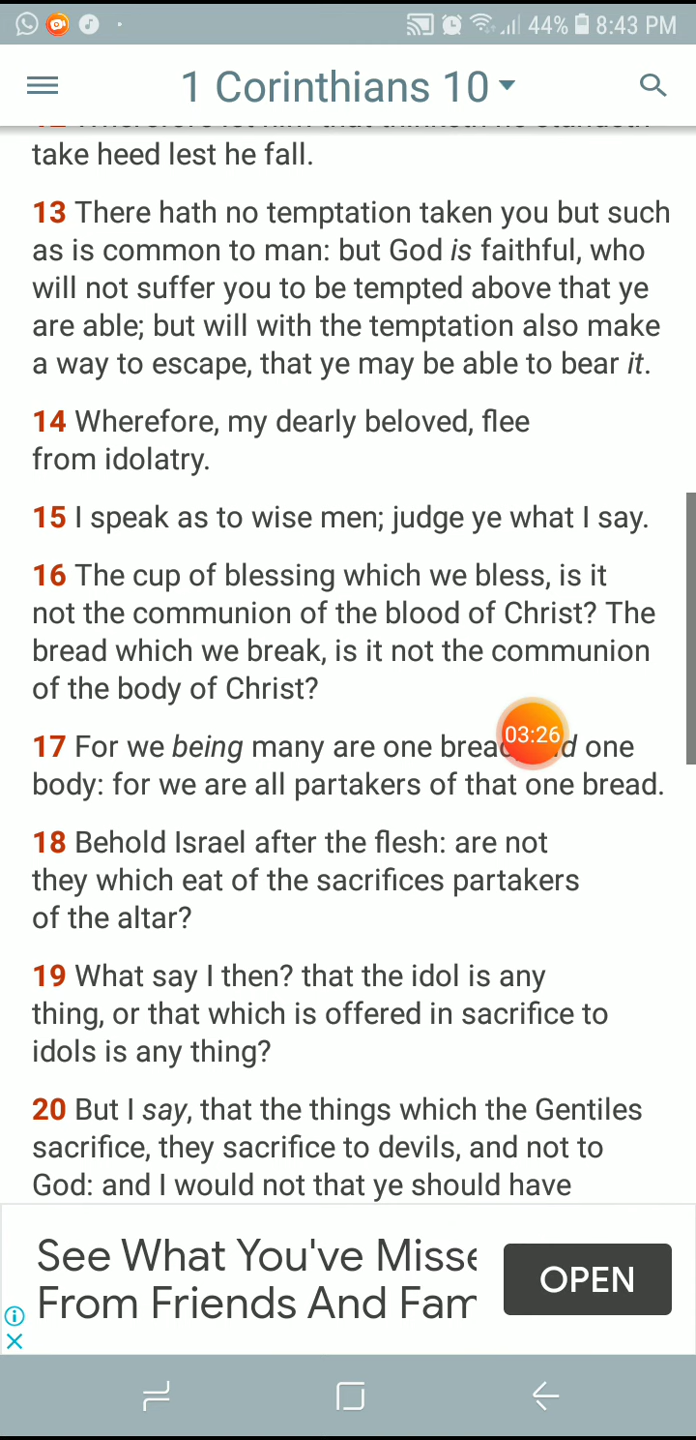 44% 8:43 PM
1 Corinthians 10
take heed lest he fall.
13 There hath no temptation taken you but such
as is common to man: but God is faithful, who
will not suffer you to be tempted above that ye
are able; but will with the temptation also make
a way to escape, that ye may be able to bear it.
14 Wherefore, my dearly beloved, flee
from idolatry.
15 I speak as to wise men; judge ye what I say.
16 The cup of blessing which we bless, is it
not the communion of the blood of Christ? The
bread which we break, is it not the communion
of the body of Christ?
03:26
17 For we being many are one one
body: for we are all partakers of that one bread.
18 Behold Israel after the flesh: are not
they which eat of the sacrifices partakers
of the altar?
19 What say I then? that the idol is any
thing, or that which is offered in sacrifice to
idols is any thing?
20 But I say, that the things which the Gentiles
sacrifice, they sacrifice to devils, and not to
God: and I would not that ye should have
See What You've Misse
From Friends And Fam
OPEN